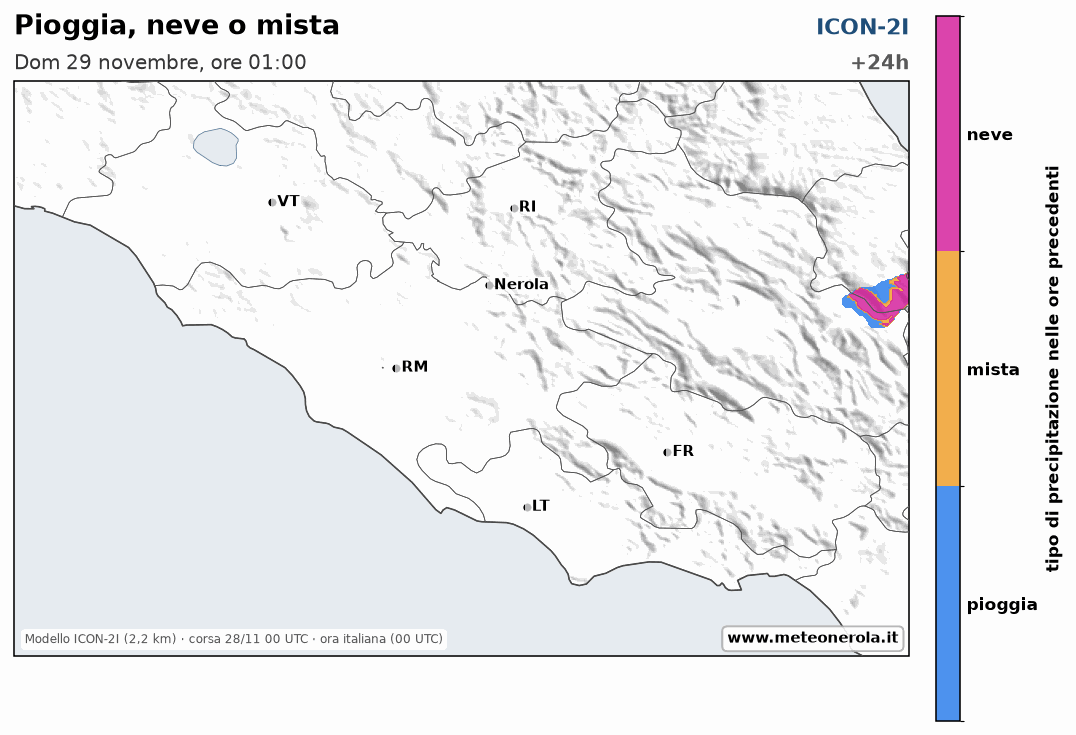 Pioggia, neve o mista
ICON-2I
Dom 29 novembre, ore 01:00
+24h
neve
VT
RI
Nerola
mista
RM
FR
LT
pioggia
tipo di precipitazione nelle ore precedenti
Modello ICON-2I (2,2 km) · corsa 28/11 00 UTC · ora italiana (00 UTC)
www.meteonerola.it